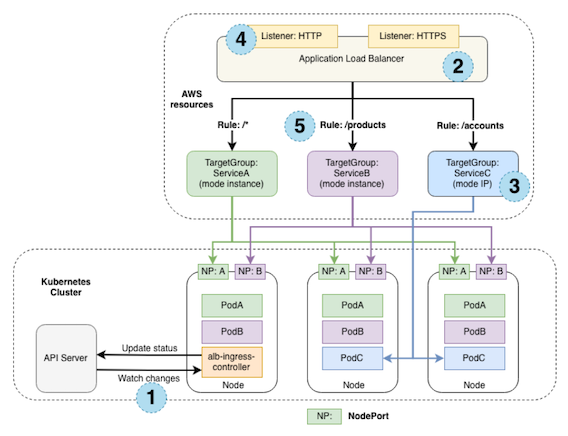 4
Listener: HTTP
Listener: HTTPS
Application Load Balancer
2
AWS
resources
5
Rule: /*
Rule: /products
Rule: /accounts
TargetGroup:
ServiceA
(mode instance)
TargetGroup:
ServiceB
(mode instance)
TargetGroup:
ServiceC
(mode IP)
3
Kubernetes
Cluster
NP: A
NP: B
NP: A
NP: B
NP: A
NP: B
PodA
PodB
alb-ingress-
controller
Node
PodA
PodB
PodC
Node
PodA
PodB
PodC
Node
API Server
Update status
Watch changes
1
NP:
NodePort